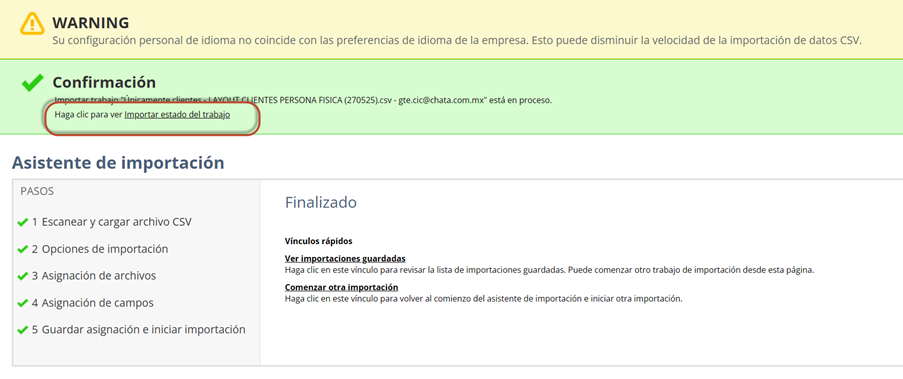 WARNING
Su configuración personal de idioma no coincide con las preferencias de idioma de la empresa. Esto puede disminuir la velocidad de la importación de datos CSV.
Confirmación
Importar trabajo "Únicamente clientes - LAYOUT CLIENTES PERSONA FISICA (270525).csv - gte.cic@chata.com.mx" está en proceso.
Haga clic para ver Importar estado del trabajo
Asistente de importación
PASOS
1 Escanear y cargar archivo CSV
2 Opciones de importación
3 Asignación de archivos
4 Asignación de campos
5 Guardar asignación e iniciar importación
Finalizado
Vínculos rápidos
Ver importaciones guardadas
Haga clic en este vínculo para revisar la lista de importaciones guardadas. Puede comenzar otro trabajo de importación desde esta página.
Comenzar otra importación
Haga clic en este vínculo para volver al comienzo del asistente de importación e iniciar otra importación.